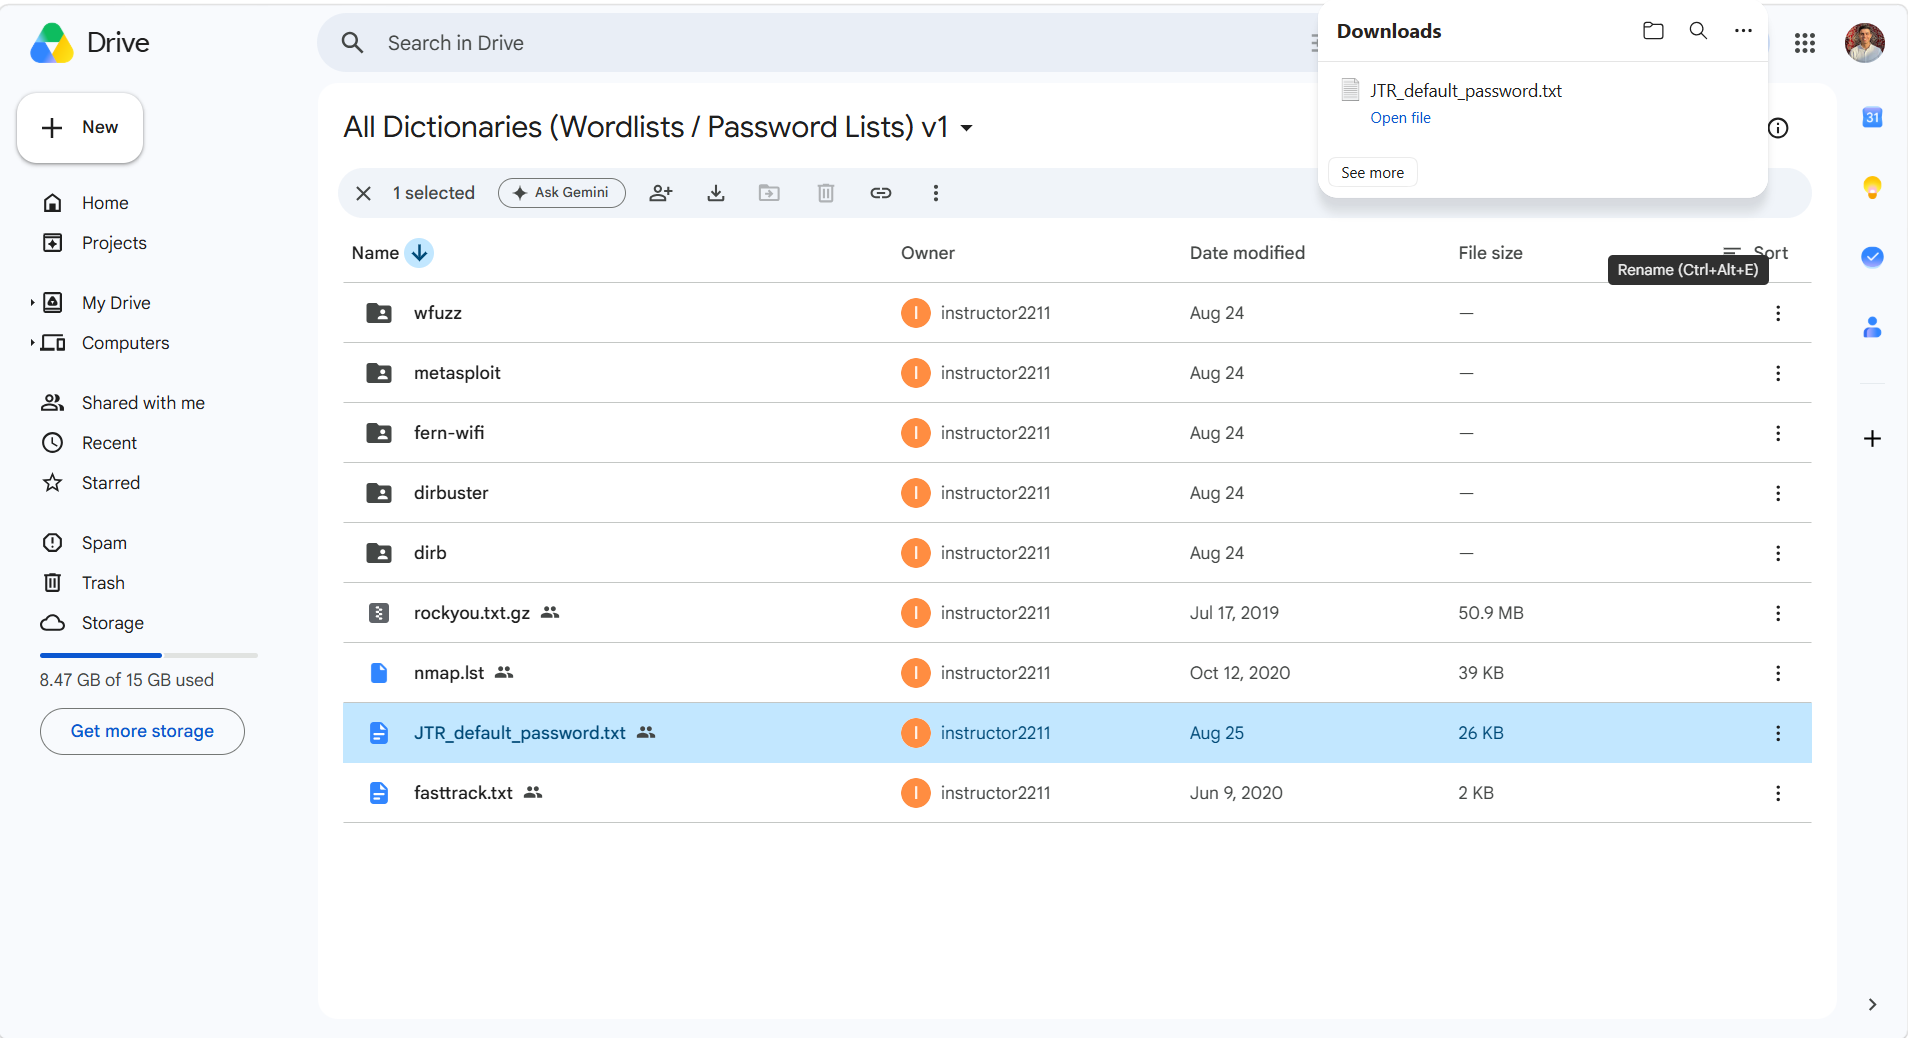 Drive
Search in Drive
Downloads
JTR_default_password.txt
Open file
See more
New
All Dictionaries (Wordlists / Password Lists) v1
1 selected
Ask Gemini
Home
Projects
My Drive
Computers
Shared with me
Recent
Starred
Spam
Trash
Storage
8.47 GB of 15 GB used
Get more storage
Name
Owner
Date modified
File size
Sort
Rename (Ctrl+Alt+E)
wfuzz
I instructor2211
Aug 24
—
metasploit
I instructor2211
Aug 24
—
fern-wifi
I instructor2211
Aug 24
—
dirbuster
I instructor2211
Aug 24
—
dirb
I instructor2211
Aug 24
—
rockyou.txt.gz
I instructor2211
Jul 17, 2019
50.9 MB
nmap.lst
I instructor2211
Oct 12, 2020
39 KB
JTR_default_password.txt
I instructor2211
Aug 25
26 KB
fasttrack.txt
I instructor2211
Jun 9, 2020
2 KB
31